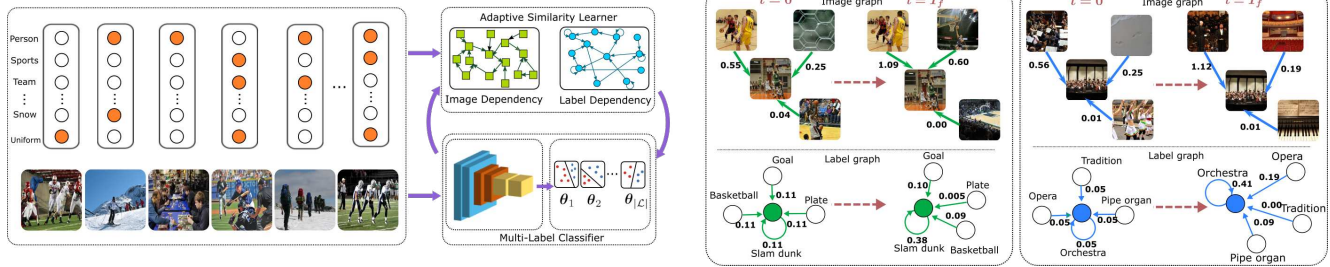 Person
Sports
Team
Snow
Uniform
...
Adaptive Similarity Learner
Image Dependency
Label Dependency
θ1
θ2
...
θ|L|
Multi-Label Classifier
t = 0
Image graph
t = Tf
0.55
0.25
0.04
1.09
0.60
0.00
Label graph
Goal
Basketball
0.11
0.11
Plate
0.11
0.11
Slam dunk
Goal
0.10
0.005
Plate
0.09
0.38
Slam dunk
Basketball
t = 0
Image graph
t = Tf
0.56
0.25
0.01
1.12
0.19
0.01
Label graph
Tradition
0.05
Opera
Pipe organ
0.05
0.05
0.05
Orchestra
Opera
Orchestra
0.41
0.19
0.00
Tradition
0.09
Pipe organ